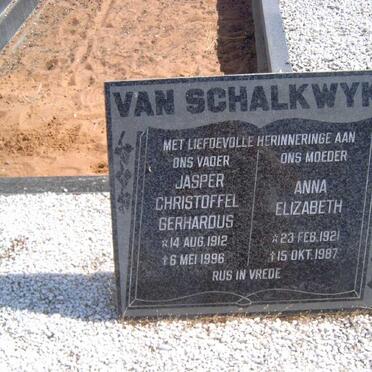 VAN SCHALKWYK
MET LIEFDEVOLLE HERINNERINGE AAN
ONS VADER
JASPER
CHRISTOFFEL
GERHARDUS
☆14 AUG. 1912
✝6 MEI 1996
ONS MOEDER
ANNA
ELIZABETH
☆23 FEB. 1921
✝15 OKT. 1987
RUS IN VREDE